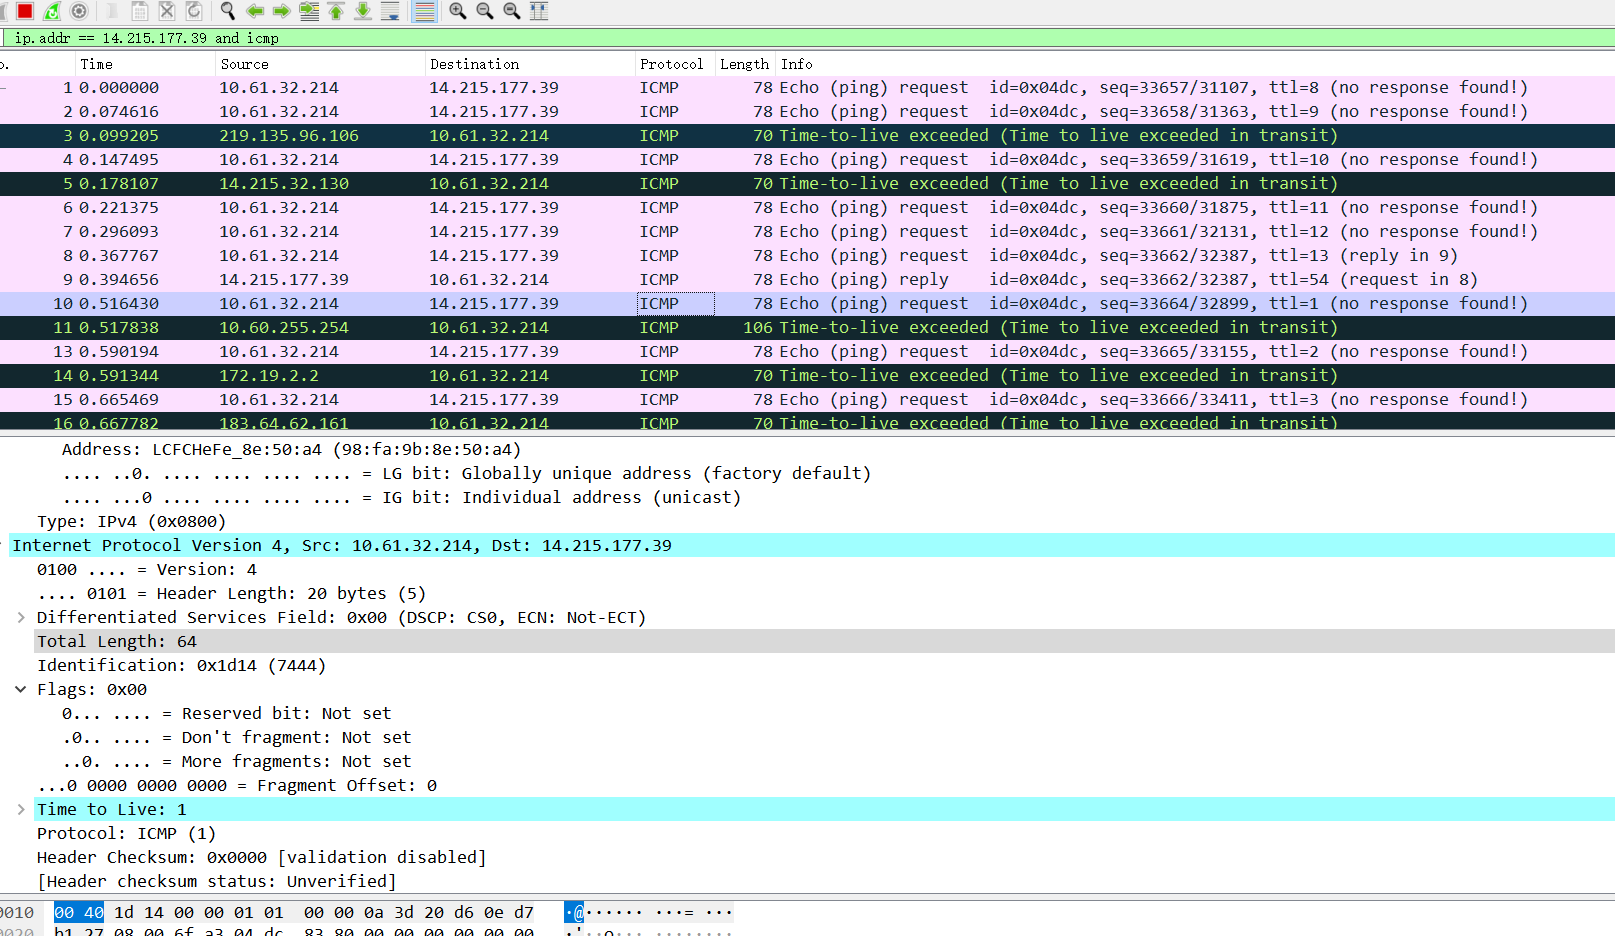 ip.addr == 14.215.177.39 and icmp
o. Time Source Destination Protocol Length Info
1 0.000000 10.61.32.214 14.215.177.39 ICMP 78 Echo (ping) request id=0x04dc, seq=33657/31107, ttl=8 (no response found!)
2 0.074616 10.61.32.214 14.215.177.39 ICMP 78 Echo (ping) request id=0x04dc, seq=33658/31363, ttl=9 (no response found!)
3 0.099205 219.135.96.106 10.61.32.214 ICMP 70 Time-to-live exceeded (Time to live exceeded in transit)
4 0.147495 10.61.32.214 14.215.177.39 ICMP 78 Echo (ping) request id=0x04dc, seq=33659/31619, ttl=10 (no response found!)
5 0.178107 14.215.32.130 10.61.32.214 ICMP 70 Time-to-live exceeded (Time to live exceeded in transit)
6 0.221375 10.61.32.214 14.215.177.39 ICMP 78 Echo (ping) request id=0x04dc, seq=33660/31875, ttl=11 (no response found!)
7 0.296093 10.61.32.214 14.215.177.39 ICMP 78 Echo (ping) request id=0x04dc, seq=33661/32131, ttl=12 (no response found!)
8 0.367767 10.61.32.214 14.215.177.39 ICMP 78 Echo (ping) request id=0x04dc, seq=33662/32387, ttl=13 (reply in 9)
9 0.394656 14.215.177.39 10.61.32.214 ICMP 78 Echo (ping) reply id=0x04dc, seq=33662/32387, ttl=54 (request in 8)
10 0.516430 10.61.32.214 14.215.177.39 ICMP 78 Echo (ping) request id=0x04dc, seq=33664/32899, ttl=1 (no response found!)
11 0.517838 10.60.255.254 10.61.32.214 ICMP 106 Time-to-live exceeded (Time to live exceeded in transit)
13 0.590194 10.61.32.214 14.215.177.39 ICMP 78 Echo (ping) request id=0x04dc, seq=33665/33155, ttl=2 (no response found!)
14 0.591344 172.19.2.2 10.61.32.214 ICMP 70 Time-to-live exceeded (Time to live exceeded in transit)
15 0.665469 10.61.32.214 14.215.177.39 ICMP 78 Echo (ping) request id=0x04dc, seq=33666/33411, ttl=3 (no response found!)
16 0.667782 183.64.62.161 10.61.32.214 ICMP 70 Time-to-live exceeded (Time to live exceeded in transit)
Address: LCFCHeFe_8e:50:a4 (98:fa:9b:8e:50:a4)
.... ..0. .... .... .... .... = LG bit: Globally unique address (factory default)
.... ...0 .... .... .... .... = IG bit: Individual address (unicast)
Type: IPv4 (0x0800)
Internet Protocol Version 4, Src: 10.61.32.214, Dst: 14.215.177.39
0100 .... = Version: 4
.... 0101 = Header Length: 20 bytes (5)
Differentiated Services Field: 0x00 (DSCP: CS0, ECN: Not-ECT)
Total Length: 64
Identification: 0x1d14 (7444)
Flags: 0x00
0... .... = Reserved bit: Not set
.0.. .... = Don't fragment: Not set
..0. .... = More fragments: Not set
...0 0000 0000 0000 = Fragment Offset: 0
Time to Live: 1
Protocol: ICMP (1)
Header Checksum: 0x0000 [validation disabled]
[Header checksum status: Unverified]
0010 00 40 1d 14 00 00 01 01 00 00 0a 3d 20 d6 0e d7 ·@······ ···= ···
0020 b1 27 08 00 6f a3 04 dc 83 80 00 00 00 00 00 00 ·'··o··· ········